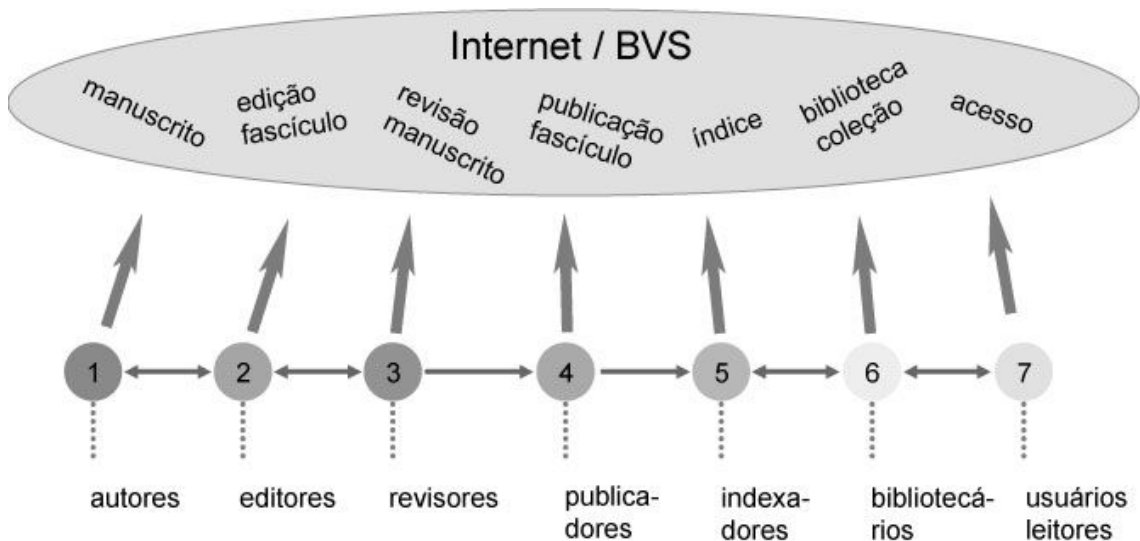 Internet / BVS
manuscrito
edição
fascículo
revisão
manuscrito
publicação
fascículo
índice
biblioteca
coleção
acesso
1
2
3
4
5
6
7
autores
editores
revisores
publica-
dores
indexa-
dores
bibliotecá-
rios
usuários
leitores